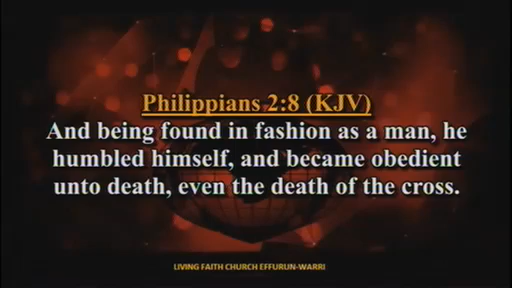 Philippians 2:8 (KJV)
And being found in fashion as a man, he
humbled himself, and became obedient
unto death, even the death of the cross.
LIVING FAITH CHURCH EFFURUN-WARRI